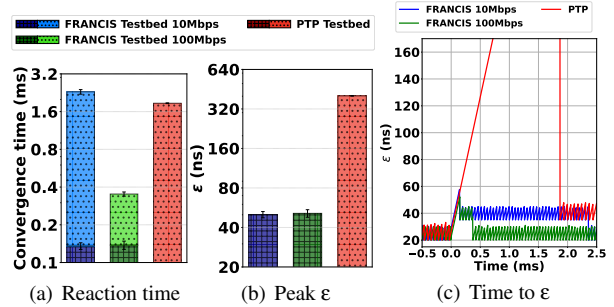 FRANCIS Testbed 10Mbps
FRANCIS Testbed 100Mbps
PTP Testbed
FRANCIS 10Mbps
FRANCIS 100Mbps
PTP
Convergence time (ms)
3.2
1.6
0.8
0.4
0.2
0.1
(a) Reaction time
ε (ns)
640
320
160
80
40
20
(b) Peak ε
ε (ns)
160
140
120
100
80
60
40
20
−0.5 0.0 0.5 1.0 1.5 2.0 2.5
Time (ms)
(c) Time to ε